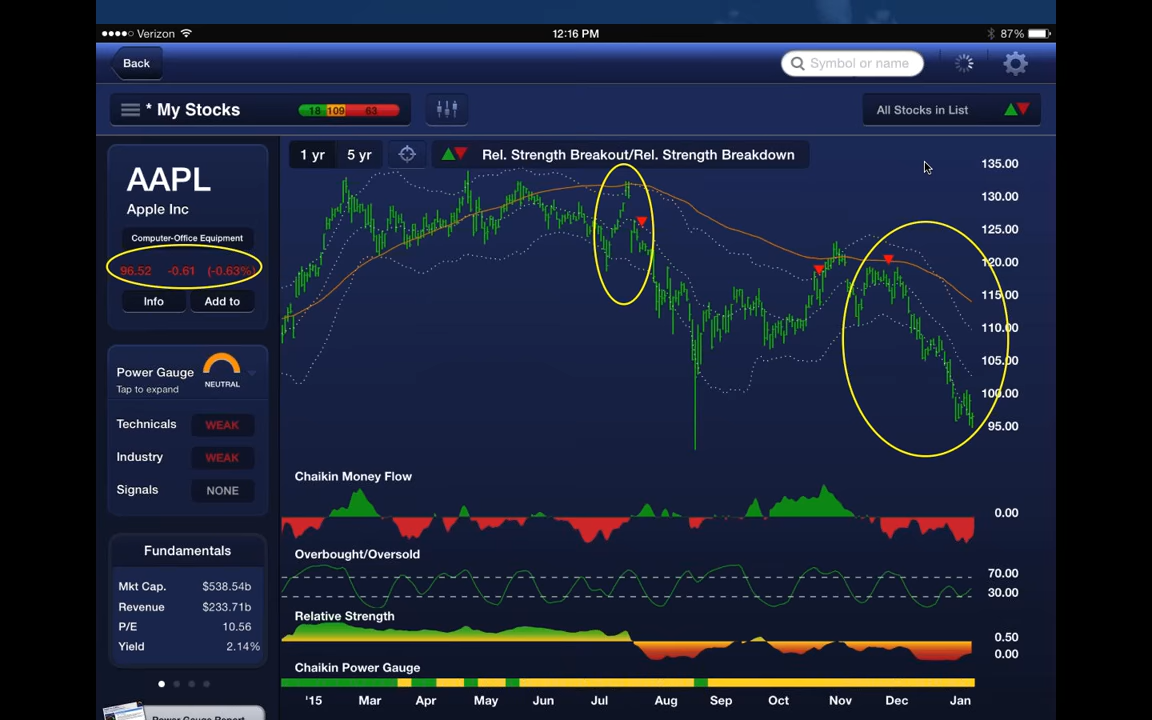 Verizon 12:16 PM 87%
Back Symbol or name
* My Stocks 18 109 63 All Stocks in List
1 yr 5 yr Rel. Strength Breakout/Rel. Strength Breakdown
AAPL
Apple Inc
Computer-Office Equipment
96.52 -0.61 (-0.63%)
Info Add to
Power Gauge
Tap to expand
NEUTRAL
Technicals WEAK
Industry WEAK
Signals NONE
Fundamentals
Mkt Cap. $538.54b
Revenue $233.71b
P/E 10.56
Yield 2.14%
Power Gauge Report
135.00
130.00
125.00
120.00
115.00
110.00
105.00
100.00
95.00
Chaikin Money Flow
0.00
Overbought/Oversold
70.00
30.00
Relative Strength
0.50
0.00
Chaikin Power Gauge
'15 Mar Apr May Jun Jul Aug Sep Oct Nov Dec Jan